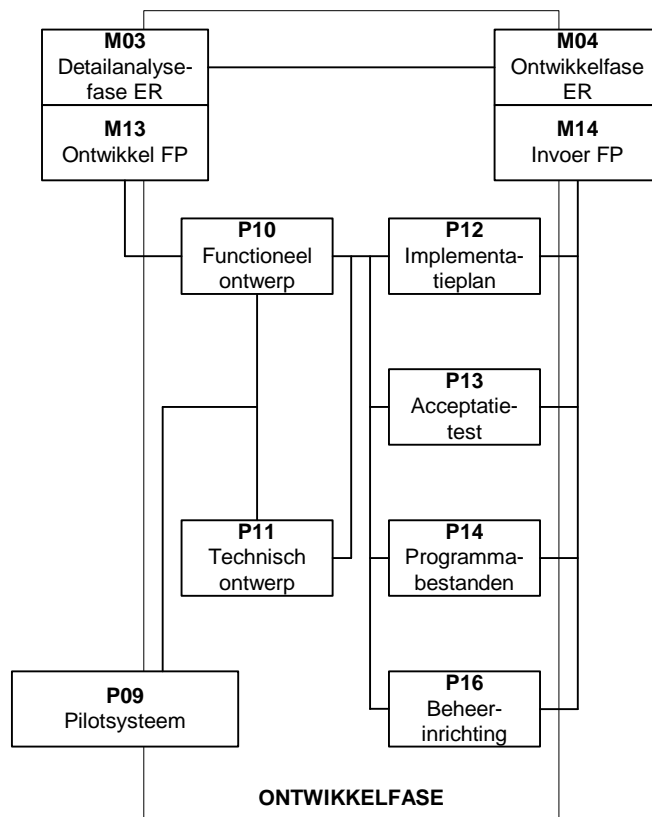 M03
Detailanalyse-
fase ER
M04
Ontwikkelfase
ER
M13
Ontwikkel FP
M14
Invoer FP
P10
Functioneel
ontwerp
P12
Implementa-
tieplan
P13
Acceptatie-
test
P11
Technisch
ontwerp
P14
Programma-
bestanden
P09
Pilotsysteem
P16
Beheer-
inrichting
ONTWIKKELFASE